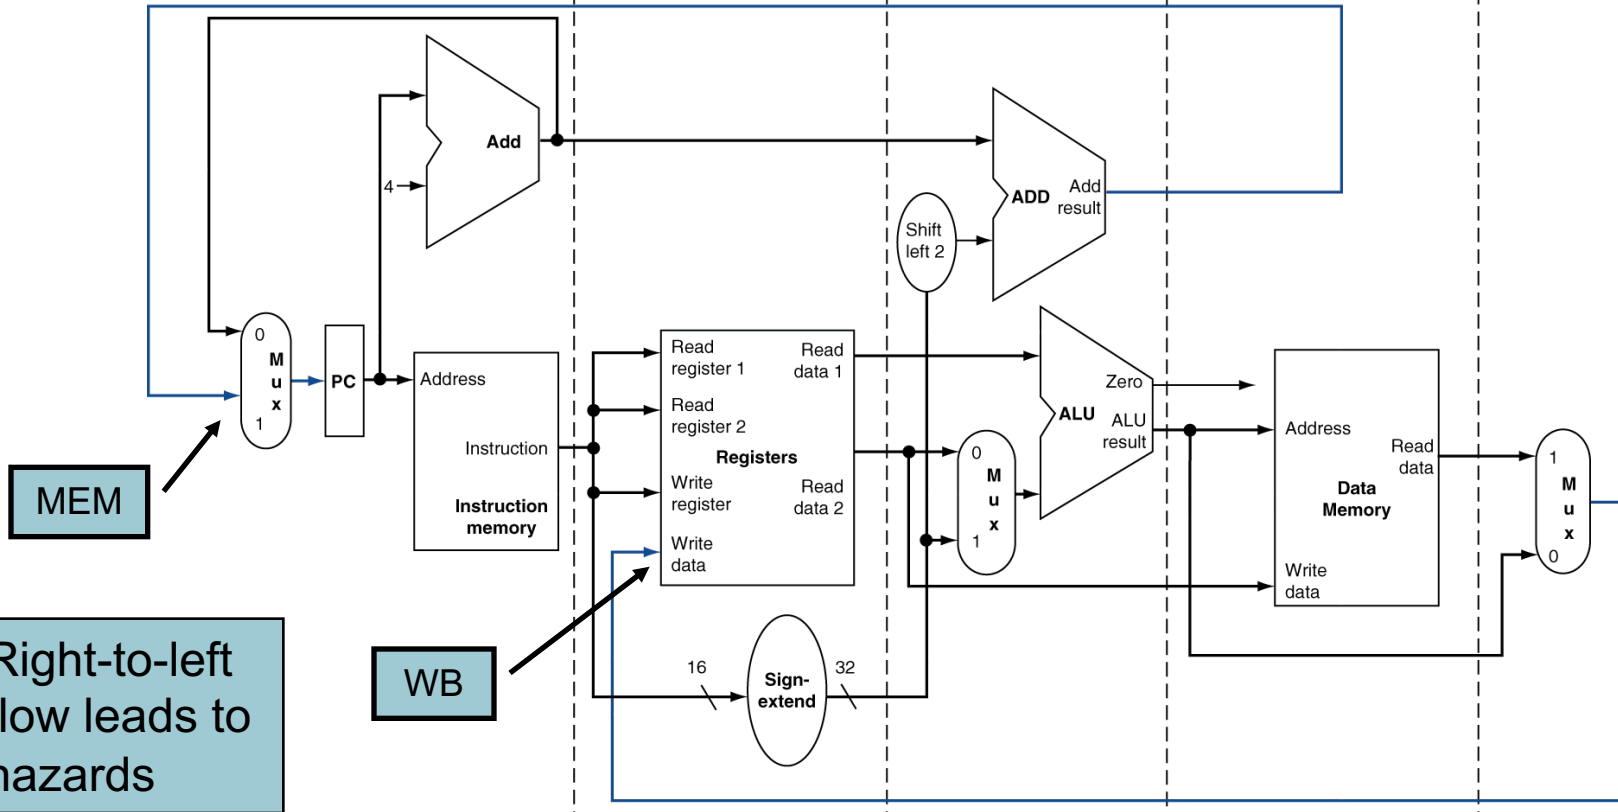 Add
4
ADD
Add
result
Shift
left 2
0
M
u
x
1
PC
Address
Instruction
Instruction
memory
Read
register 1
Read
register 2
Write
register
Write
data
Read
data 1
Registers
Read
data 2
0
M
u
x
1
Zero
ALU
ALU
result
Address
Read
data
Data
Memory
Write
data
1
M
u
x
0
MEM
WB
16
Sign-
extend
32
Right-to-left
low leads to
hazards